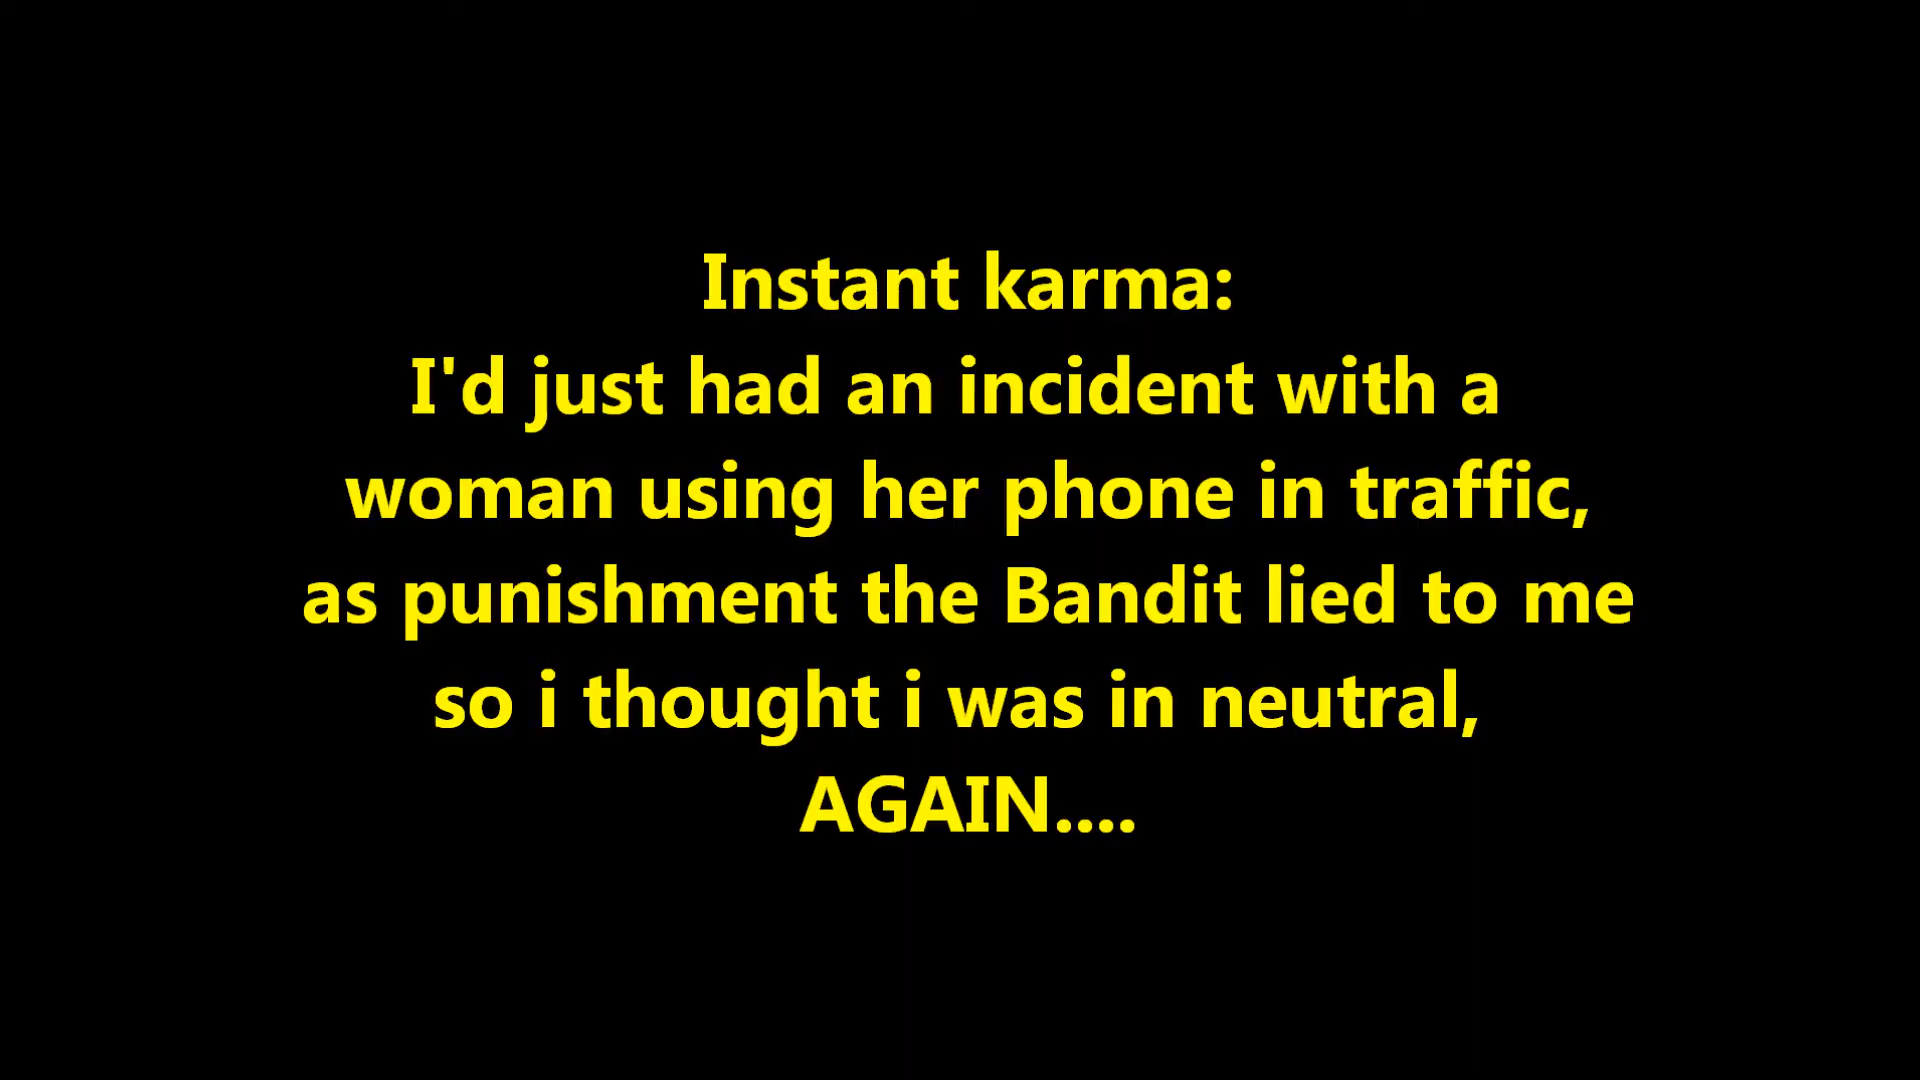 Instant karma:
I'd just had an incident with a
woman using her phone in traffic,
as punishment the Bandit lied to me
so i thought i was in neutral,
AGAIN....